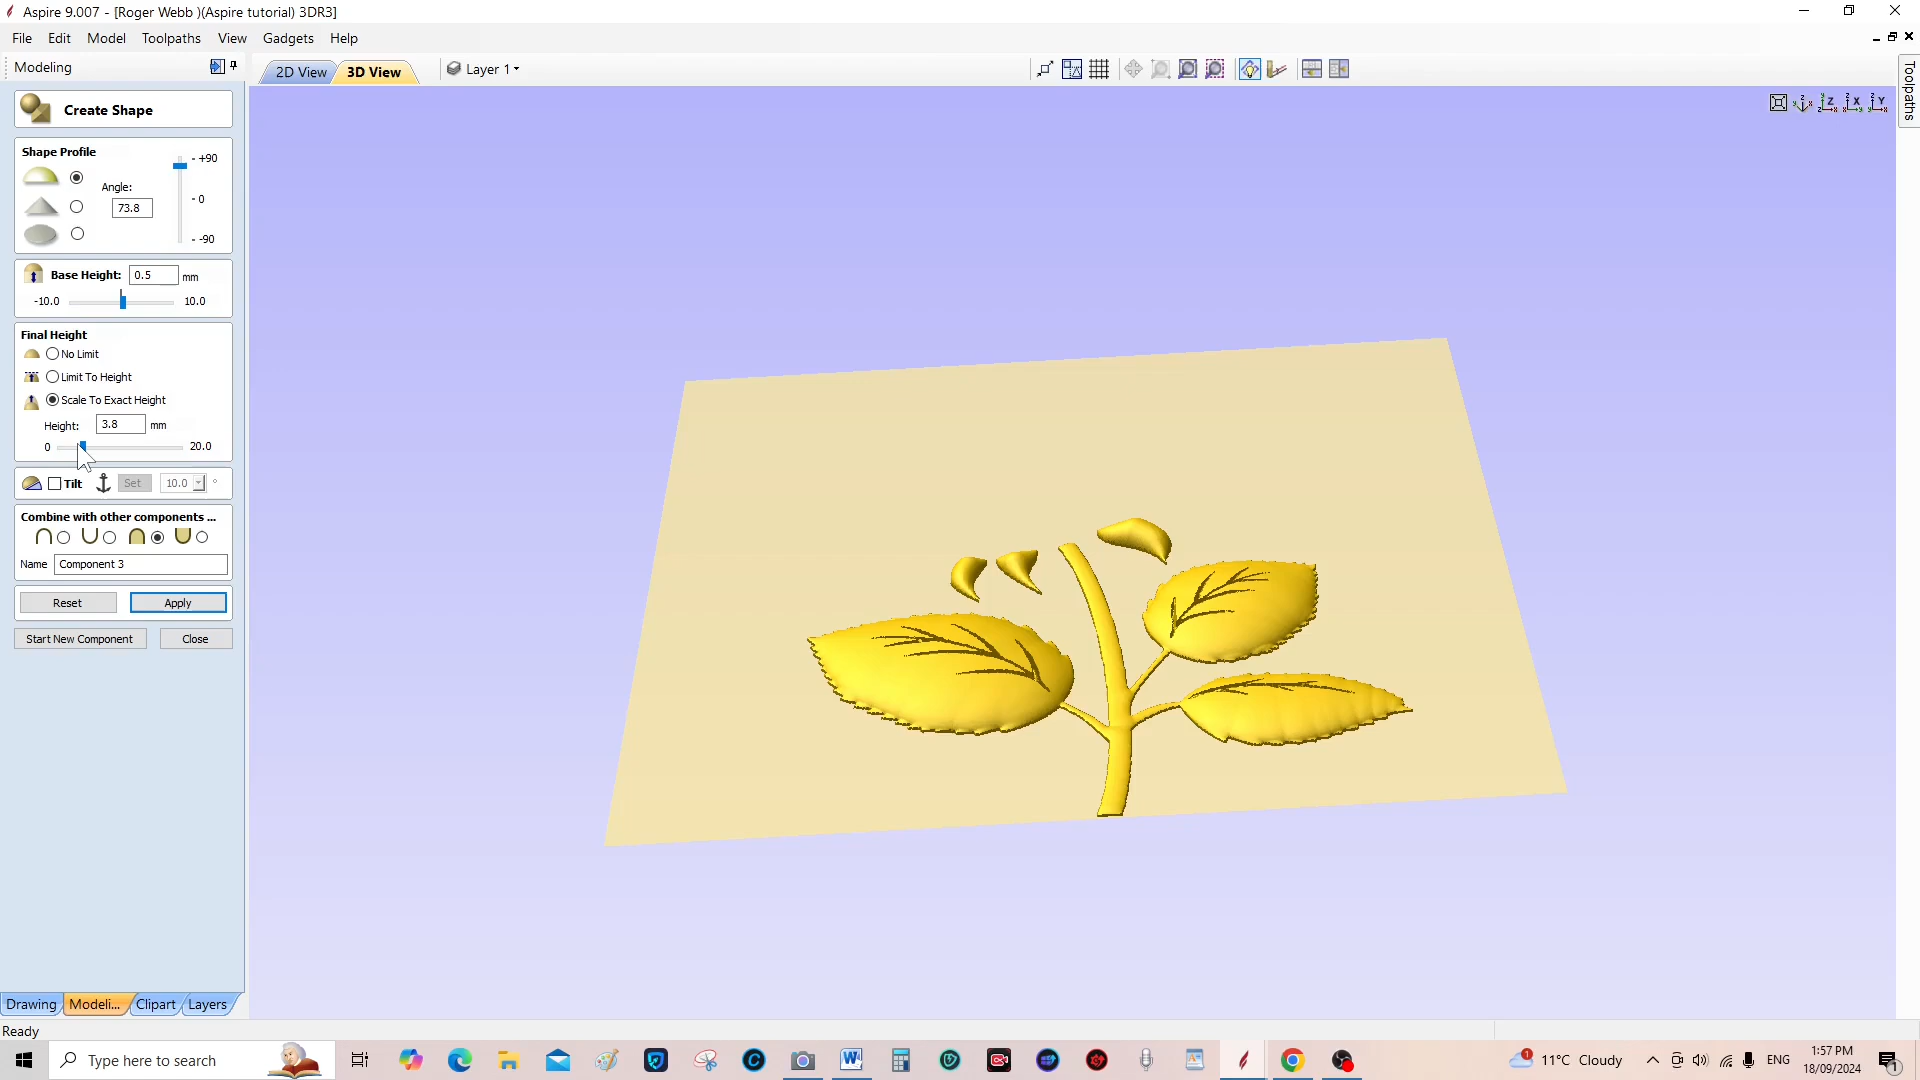 Aspire 9.007 - [Roger Webb )(Aspire tutorial) 3DR3]
File Edit Model Toolpaths View Gadgets Help
Modeling
2D View 3D View Layer 1
Toolpaths
Z X Y
Create Shape
Shape Profile
Angle:
73.8
+90
0
-90
Base Height: 0.5 mm
-10.0 10.0
Final Height
No Limit
Limit To Height
Scale To Exact Height
Height: 3.8 mm
0 20.0
Tilt Set 10.0 °
Combine with other components ...
Name Component 3
Reset Apply
Start New Component Close
Drawing Modeli... Clipart Layers
Ready
Type here to search
11°C Cloudy
ENG
1:57 PM
18/09/2024